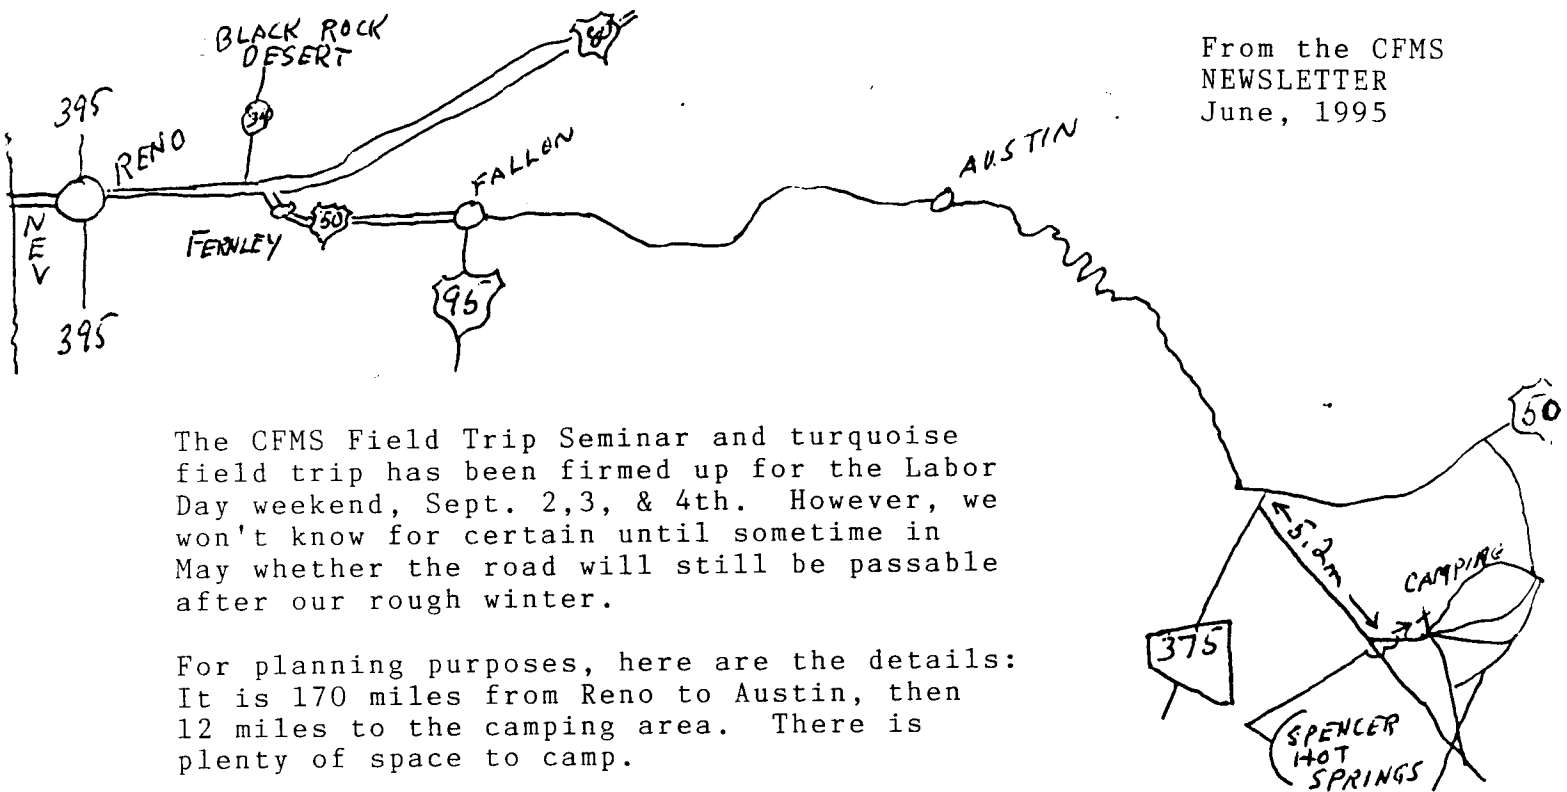 BLACK ROCK
DESERT
80
From the CFMS
NEWSLETTER
June, 1995
395
34
RENO
FALLON
AUSTIN
NEV
50
FERNLEY
95
395
50
The CFMS Field Trip Seminar and turquoise
field trip has been firmed up for the Labor
Day weekend, Sept. 2,3, & 4th. However, we
won't know for certain until sometime in
May whether the road will still be passable
after our rough winter.
5.2m
CAMPING
375
For planning purposes, here are the details:
It is 170 miles from Reno to Austin, then
12 miles to the camping area. There is
plenty of space to camp.
SPENCER
HOT
SPRINGS